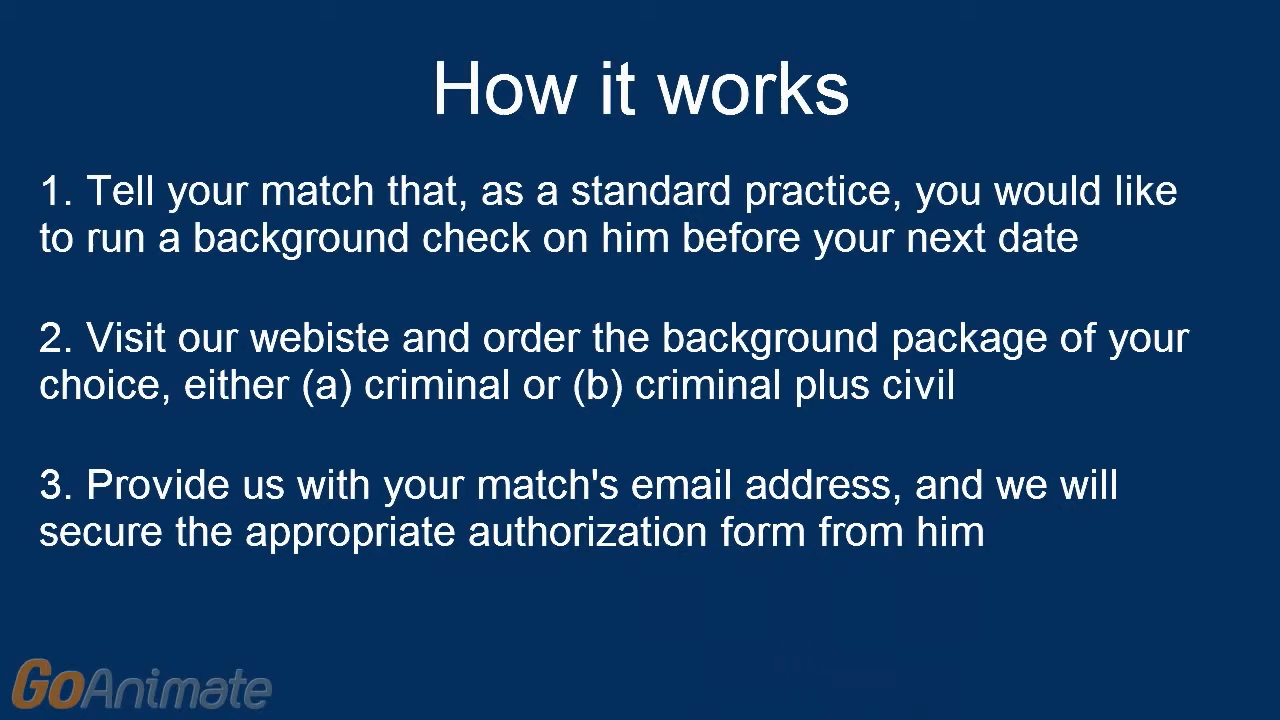 How it works
1. Tell your match that, as a standard practice, you would like
to run a background check on him before your next date
2. Visit our webiste and order the background package of your
choice, either (a) criminal or (b) criminal plus civil
3. Provide us with your match's email address, and we will
secure the appropriate authorization form from him
GoAnimate